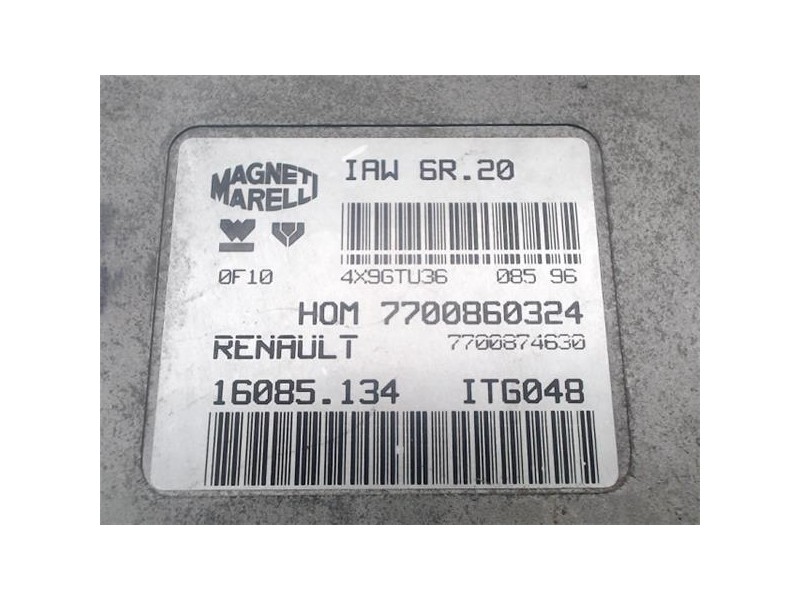 MAGNETI MARELLI
IAW 6R.20
0F10
4X9GTU36 085 96
HOM 7700860324
RENAULT 7700874630
16085.134 ITG048